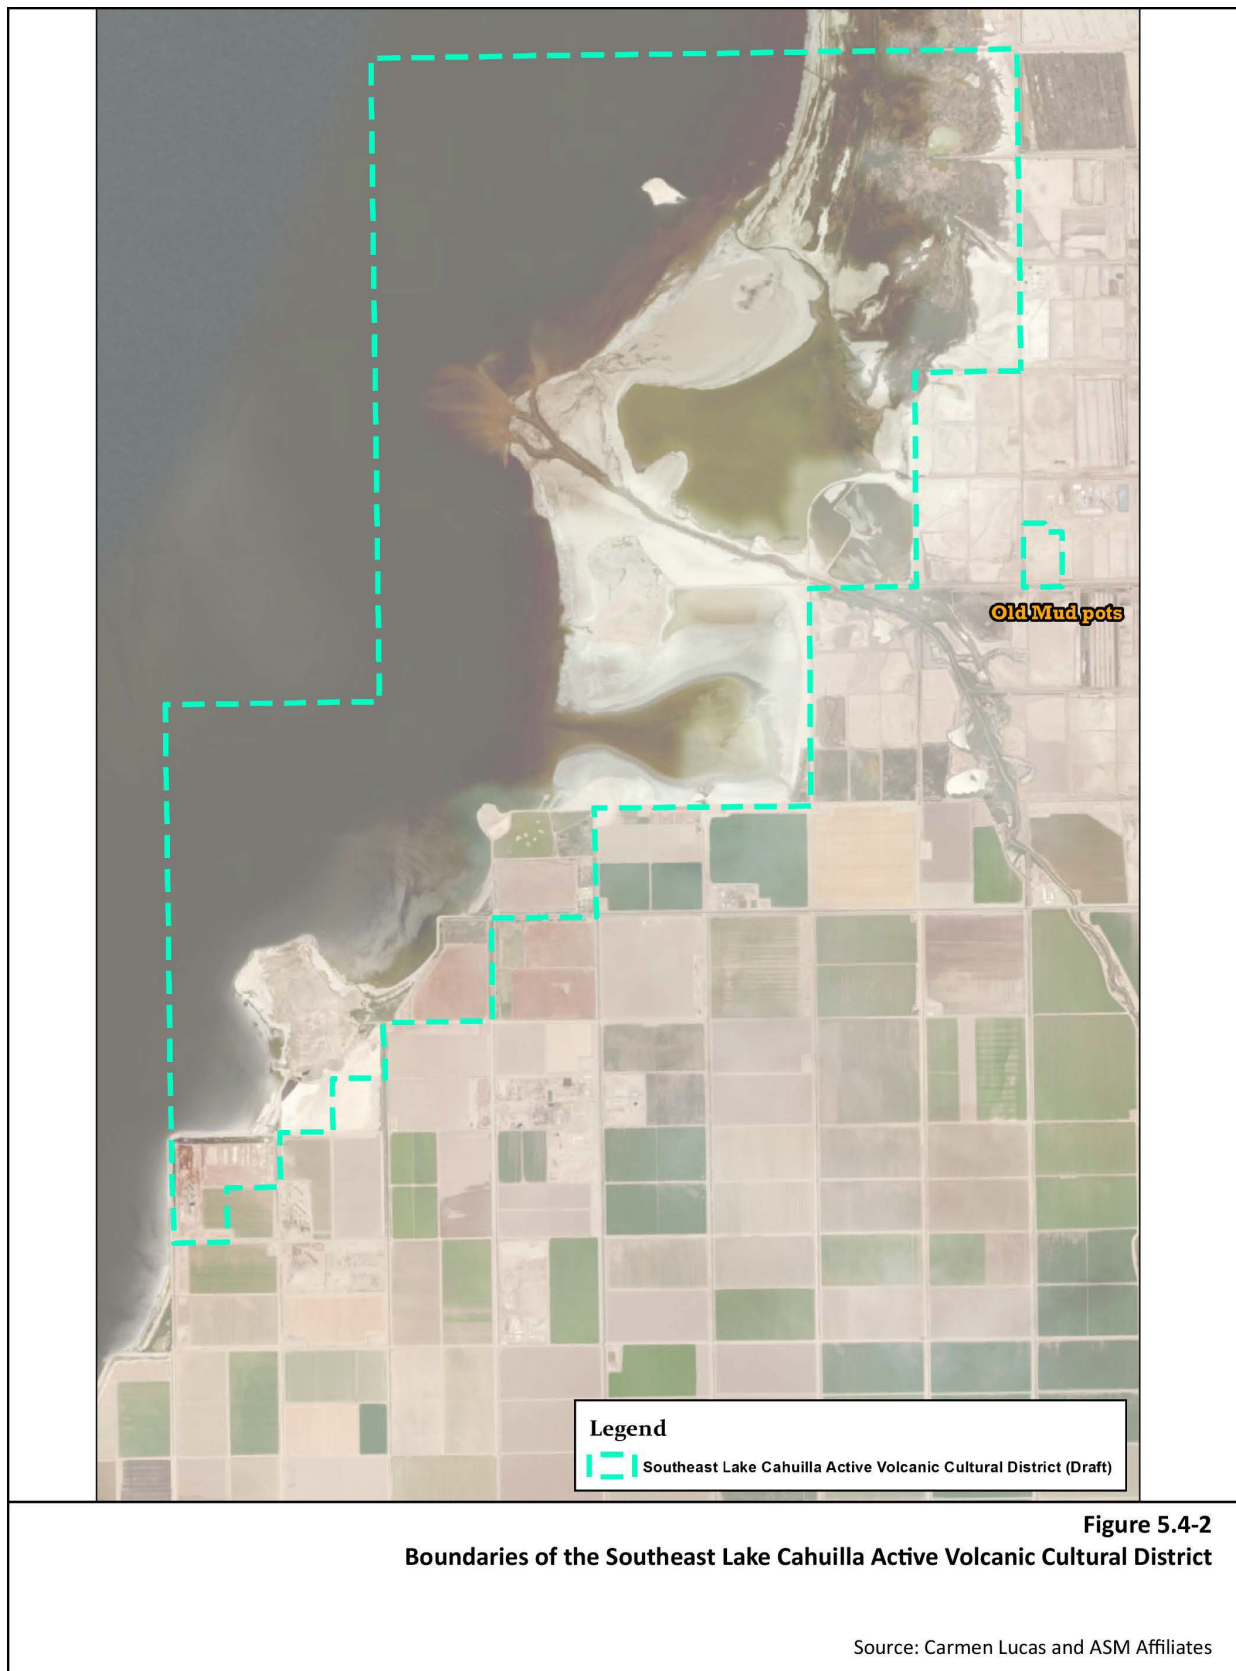 Old Mud pots
Legend
Southeast Lake Cahuilla Active Volcanic Cultural District (Draft)
Figure 5.4-2
Boundaries of the Southeast Lake Cahuilla Active Volcanic Cultural District
Source: Carmen Lucas and ASM Affiliates